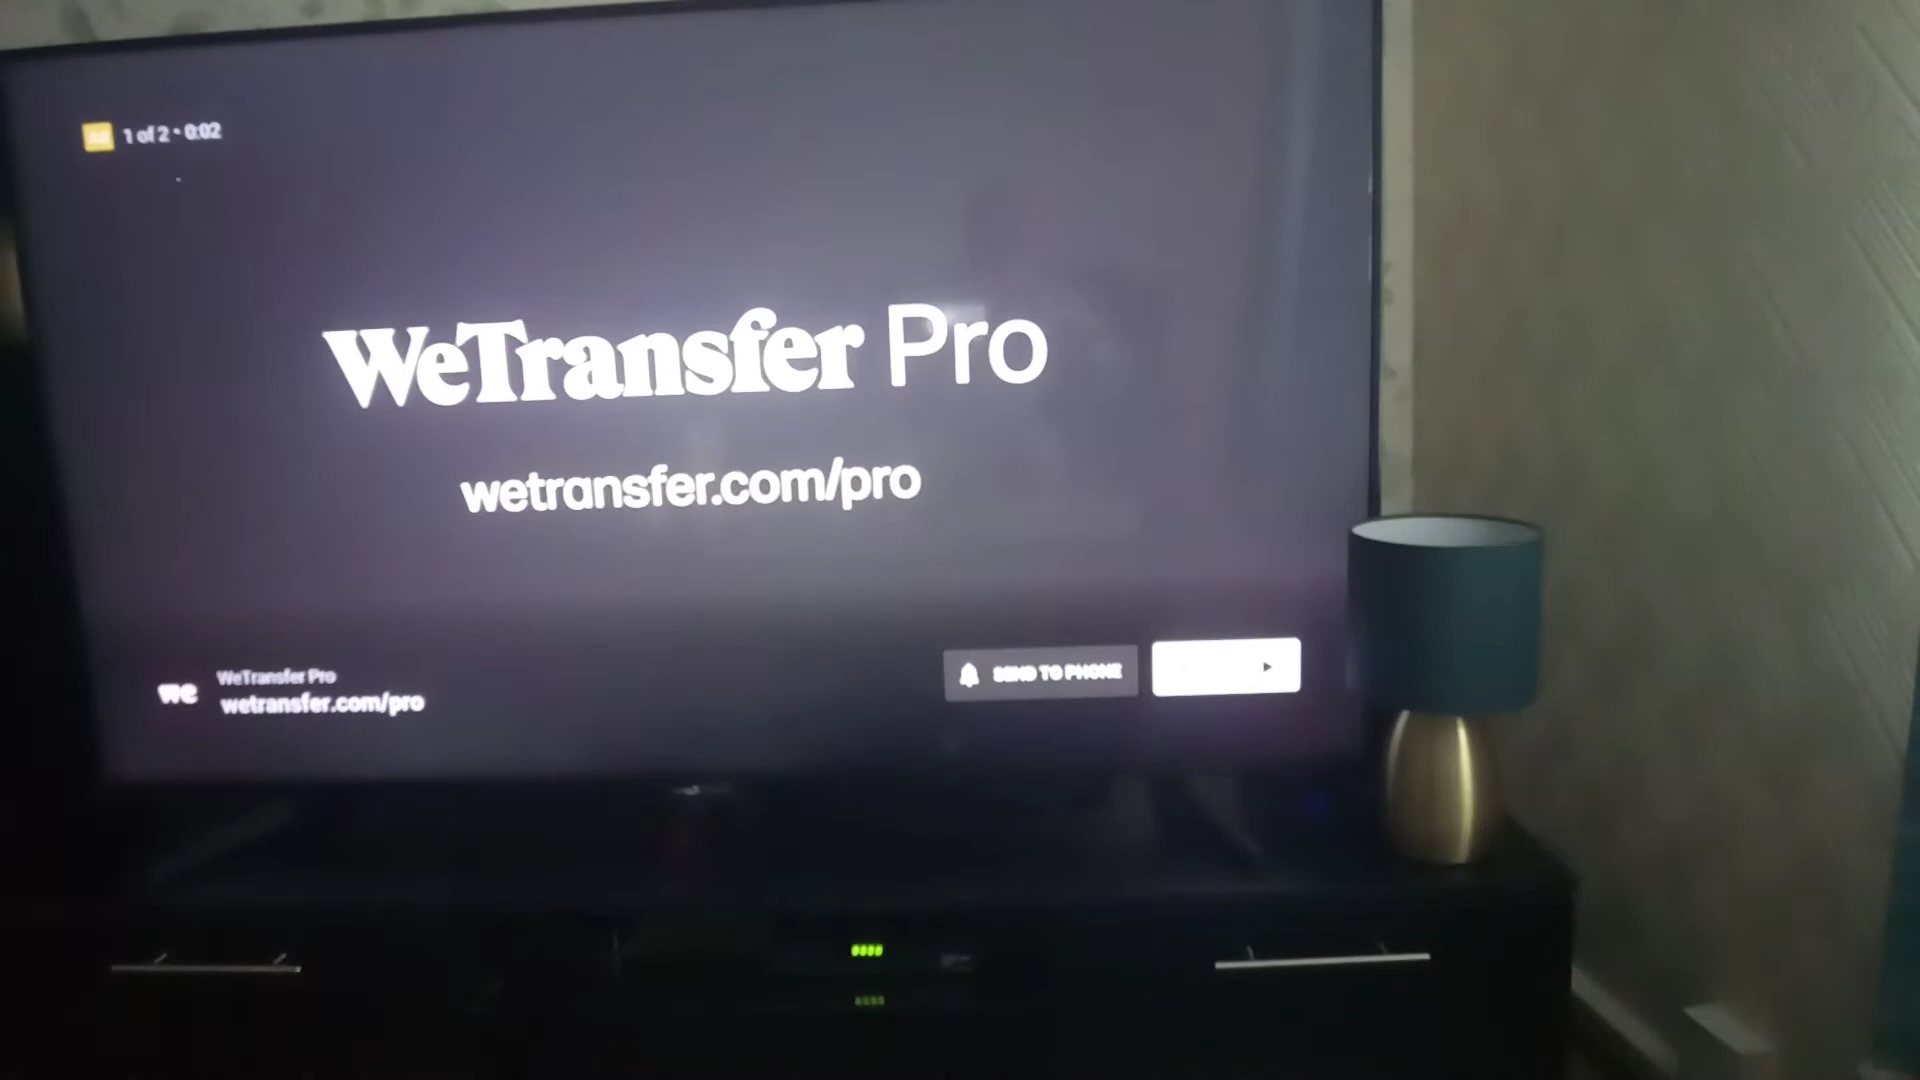 Ad 1 of 2 • 0:02
WeTransfer Pro
wetransfer.com/pro
we
WeTransfer Pro
wetransfer.com/pro
SEND TO PHONE